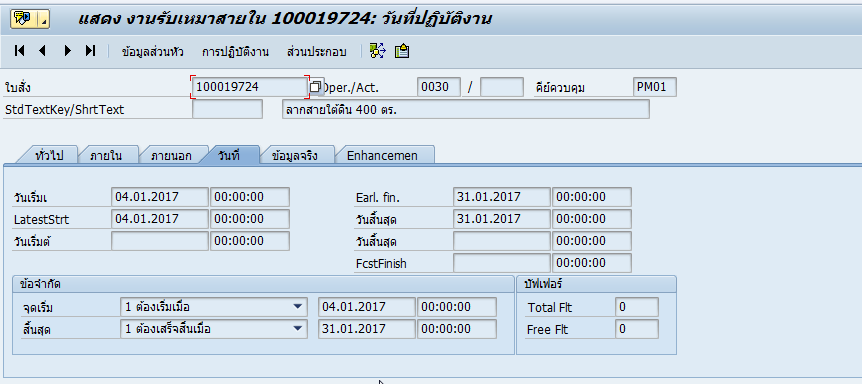 แสดง งานรับเหมาสายใน 100019724: วันที่ปฏิบัติงาน
ข้อมูลส่วนหัว การปฏิบัติงาน ส่วนประกอบ
ใบสั่ง 100019724 Oper./Act. 0030 / คีย์ควบคุม PM01
StdTextKey/ShrtText ลากสายใต้ดิน 400 ตร.
ทั่วไป ภายใน ภายนอก วันที่ ข้อมูลจริง Enhancemen
วันเริ่มเ 04.01.2017 00:00:00 Earl. fin. 31.01.2017 00:00:00
LatestStrt 04.01.2017 00:00:00 วันสิ้นสุด 31.01.2017 00:00:00
วันเริ่มต้ 00:00:00 วันสิ้นสุด 00:00:00
FcstFinish 00:00:00
ข้อจำกัด บัฟเฟอร์
จุดเริ่ม 1 ต้องเริ่มเมื่อ 04.01.2017 00:00:00 Total Flt 0
สิ้นสุด 1 ต้องเสร็จสิ้นเมื่อ 31.01.2017 00:00:00 Free Flt 0